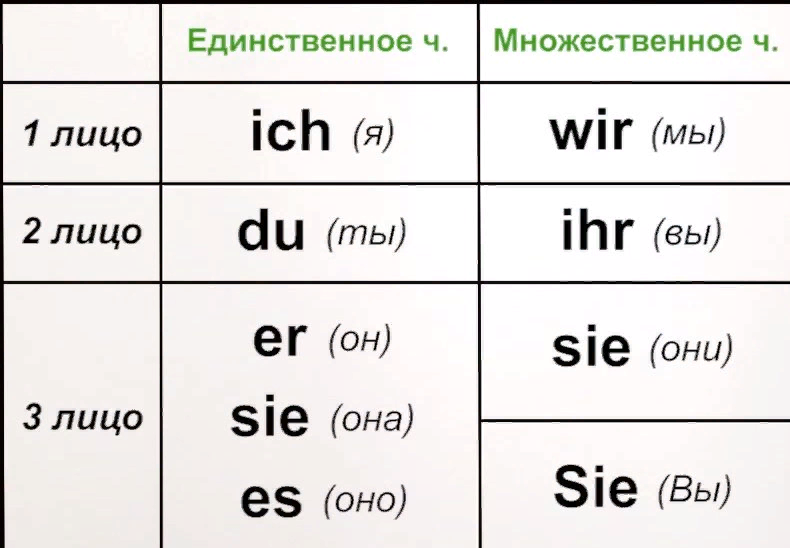 Единственное ч. Множественное ч.
1 лицо ich (я) wir (мы)
2 лицо du (ты) ihr (вы)
3 лицо
er (он)
sie (она)
es (оно)
sie (они)
Sie (Вы)